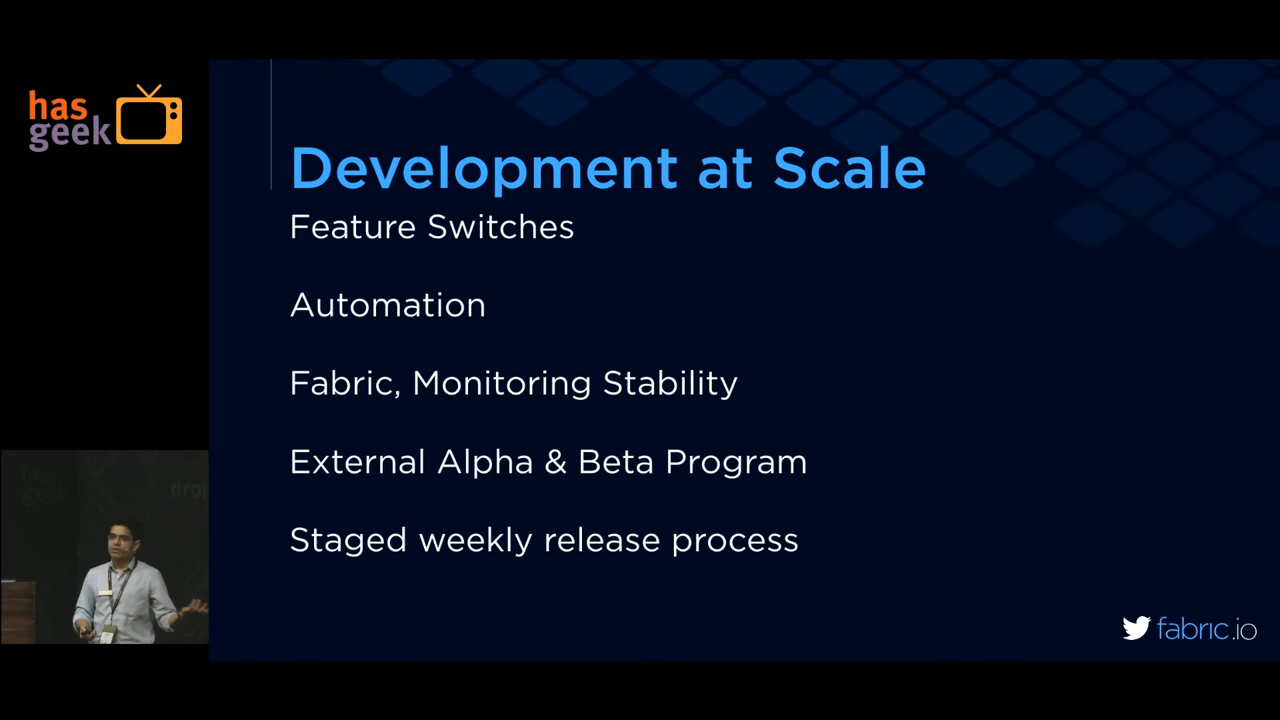 has
geek
Development at Scale
Feature Switches
Automation
Fabric, Monitoring Stability
External Alpha & Beta Program
Staged weekly release process
fabric.io